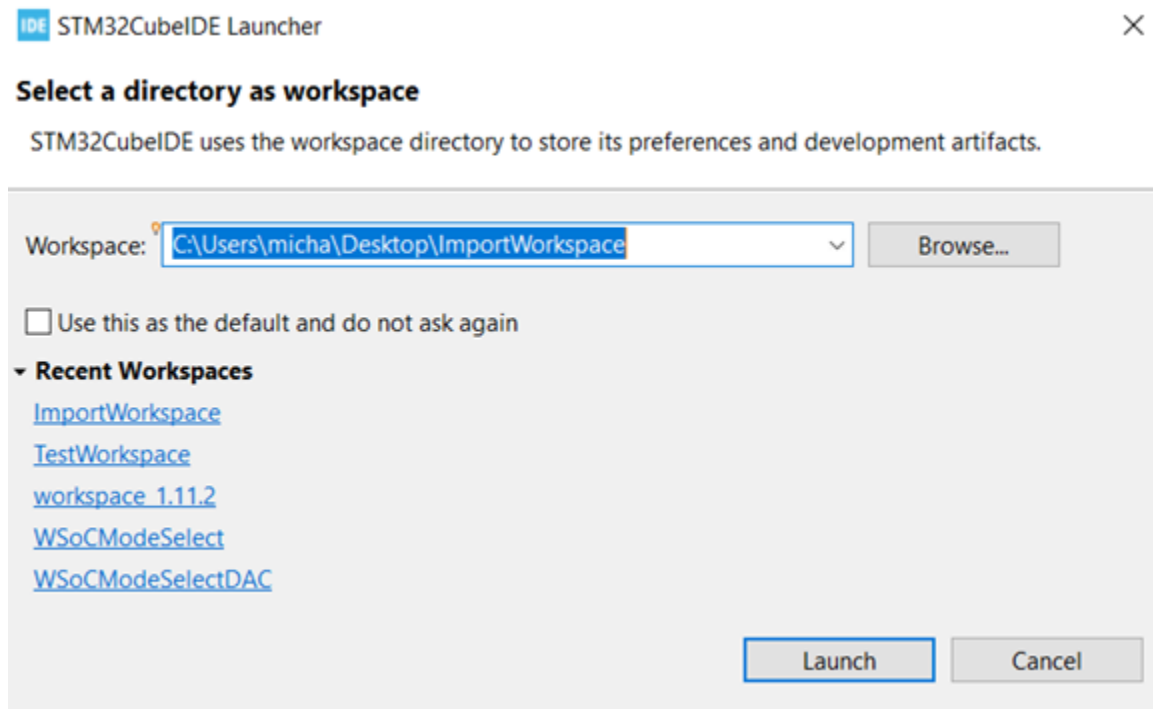 IDE STM32CubeIDE Launcher
Select a directory as workspace
STM32CubeIDE uses the workspace directory to store its preferences and development artifacts.
Workspace: C:\Users\micha\Desktop\ImportWorkspace Browse...
Use this as the default and do not ask again
Recent Workspaces
ImportWorkspace
TestWorkspace
workspace_1.11.2
WSoCModeSelect
WSoCModeSelectDAC
Launch Cancel